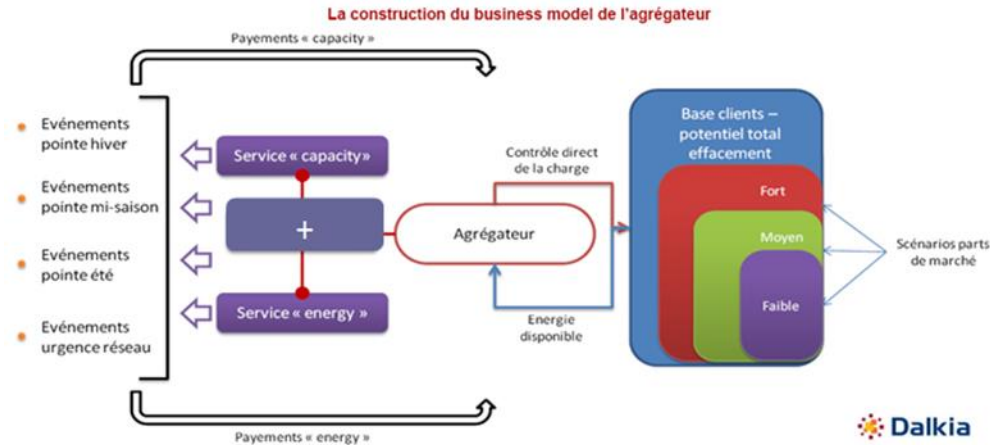 La construction du business model de l’agrégateur
Payements « capacity »
Evénements
pointe hiver
Evénements
pointe mi-saison
Evénements
pointe été
Evénements
urgence réseau
Service « capacity»
+
Service « energy »
Agrégateur
Contrôle direct
de la charge
Energie
disponible
Base clients –
potentiel total
effacement
Fort
Moyen
Faible
Scénarios parts
de marché
Payements « energy »
Dalkia